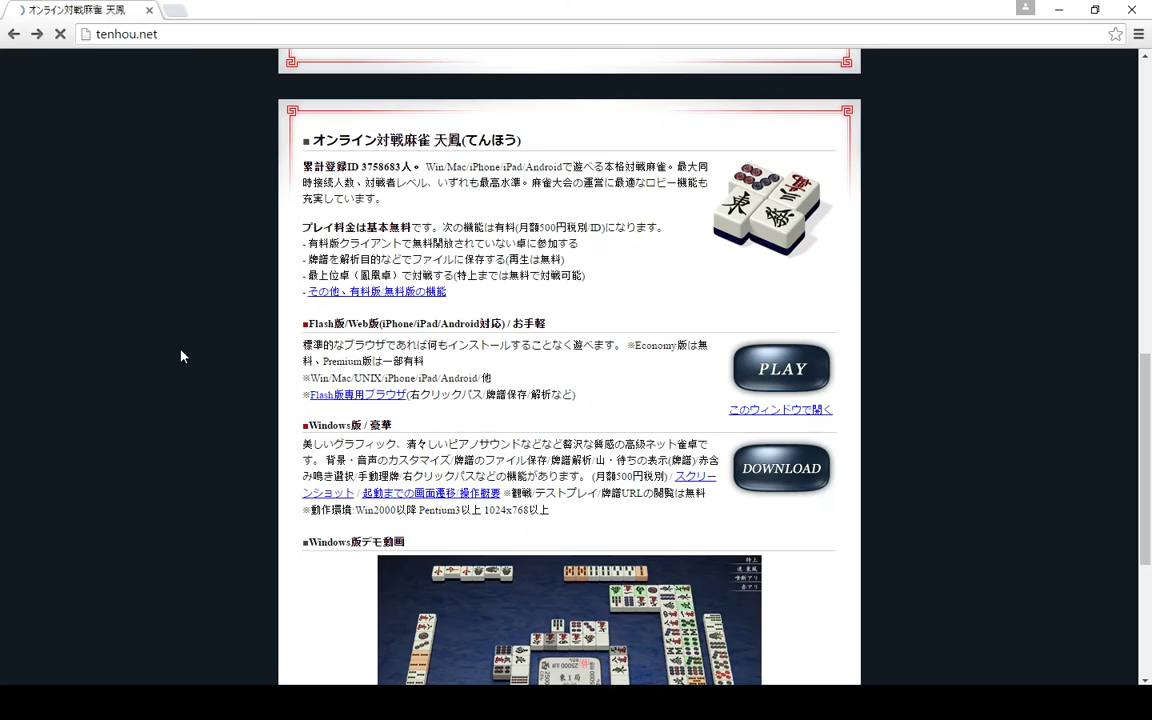 オンライン対戦麻雀 天鳳
tenhou.net
■ オンライン対戦麻雀 天鳳(てんほう)
累計登録ID 3758683人。 Win/Mac/iPhone/iPad/Androidで遊べる本格対戦麻雀。最大同
時接続人数、対戦者レベル、いずれも最高水準。麻雀大会の運営に最適なロビー機能も
充実しています。
プレイ料金は基本無料です。次の機能は有料(月額500円税別/ID)になります。
- 有料版クライアントで無料開放されていない卓に参加する
- 牌譜を解析目的などでファイルに保存する(再生は無料)
- 最上位卓（鳳凰卓）で対戦する(特上までは無料で対戦可能)
- その他、有料版/無料版の機能
■Flash版/Web版(iPhone/iPad/Android対応) / お手軽
標準的なブラウザであれば何もインストールすることなく遊べます。 ※Economy版は無
料、Premium版は一部有料
※Win/Mac/UNIX/iPhone/iPad/Android/他
※Flash版専用ブラウザ(右クリックパス/牌譜保存/解析など)
PLAY
このウィンドウで開く
■Windows版 / 豪華
美しいグラフィック、清々しいピアノサウンドなどなど贅沢な質感の高級ネット雀卓で
す。 背景・音声のカスタマイズ/牌譜のファイル保存/牌譜解析/山・待ちの表示(牌譜)/赤含
み鳴き選択/手動理牌/右クリックパスなどの機能があります。 (月額500円税別) / スクリー
ンショット / 起動までの画面遷移/操作概要 ※観戦/テストプレイ/牌譜URLの閲覧は無料
※動作環境:Win2000以降 Pentium3以上 1024x768以上
DOWNLOAD
■Windows版デモ動画
特上
東1局